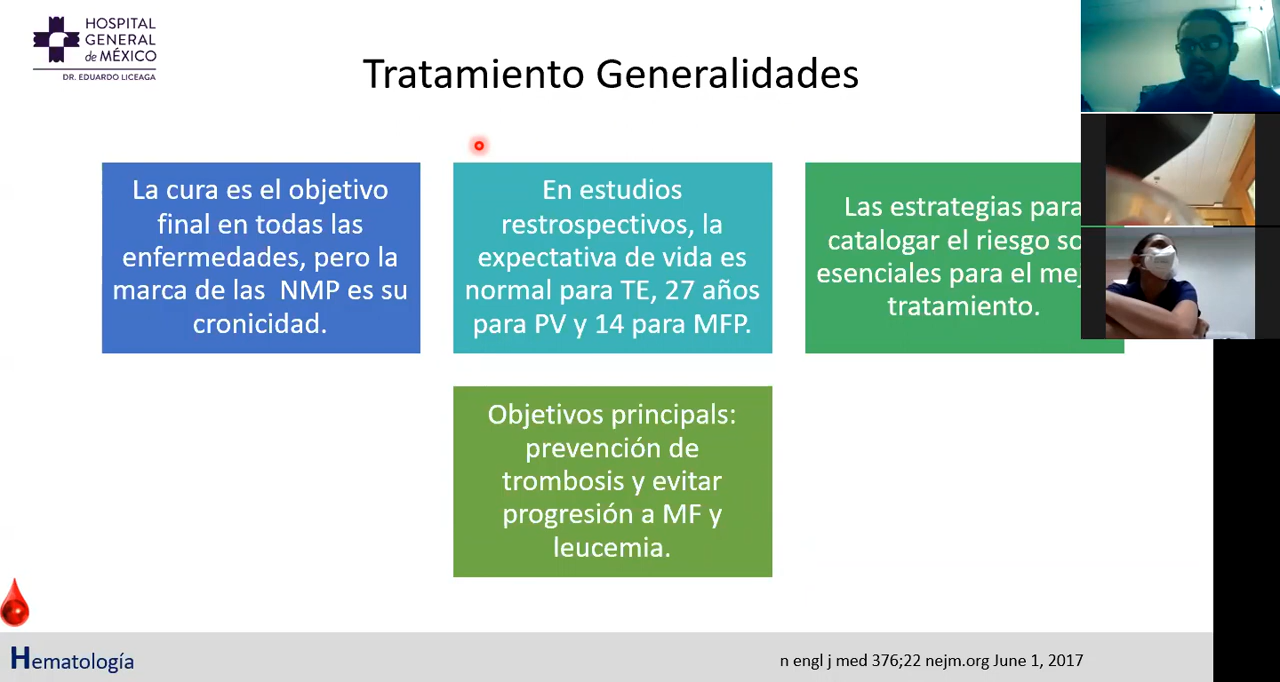 HOSPITAL
GENERAL
de MÉXICO
DR. EDUARDO LICEAGA
Tratamiento Generalidades
La cura es el objetivo
final en todas las
enfermedades, pero la
marca de las NMP es su
cronicidad.
En estudios
restrospectivos, la
expectativa de vida es
normal para TE, 27 años
para PV y 14 para MFP.
Las estrategias para
catalogar el riesgo
esenciales para el
tratamiento.
Objetivos principals:
prevención de
trombosis y evitar
progresión a MF y
leucemia.
Hematología
n engl j med 376;22 nejm.org June 1, 2017